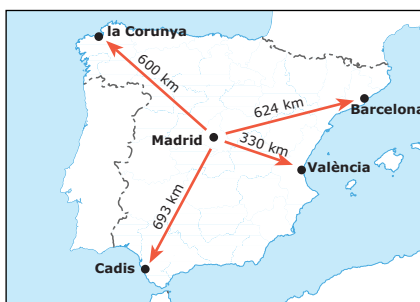 la Corunya
600 km
624 km
Barcelona
Madrid
330 km
València
693 km
Cadis